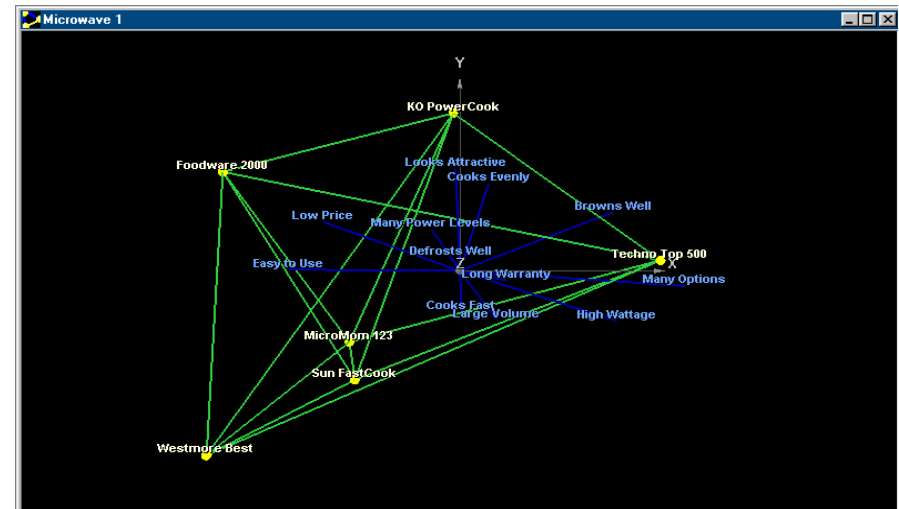 Microwave 1
Y
KO PowerCook
Looks Attractive
Foodware 2000
Cooks Evenly
Browns Well
Low Price
Many Power Levels
Defrosts Well
Techno Top 500
Easy to Use
Z
X
Long Warranty
Many Options
Cooks Fast
Large Volume
High Wattage
MicroMom 123
Sun FastCook
Westmore Best